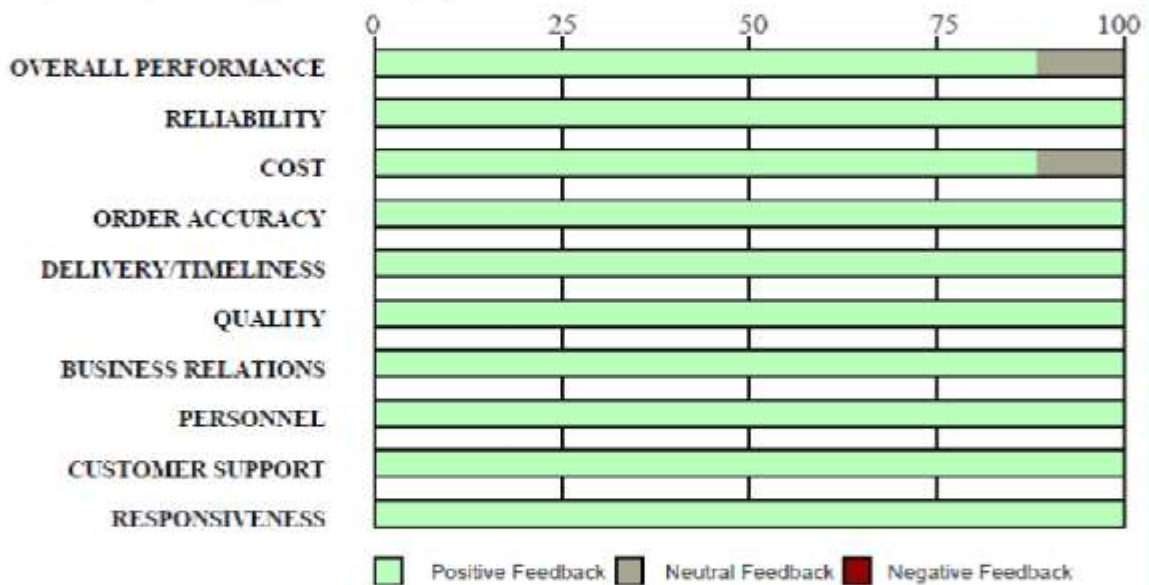 0 25 50 75 100
OVERALL PERFORMANCE
RELIABILITY
COST
ORDER ACCURACY
DELIVERY/TIMELINESS
QUALITY
BUSINESS RELATIONS
PERSONNEL
CUSTOMER SUPPORT
RESPONSIVENESS
Positive Feedback Neutral Feedback Negative Feedback